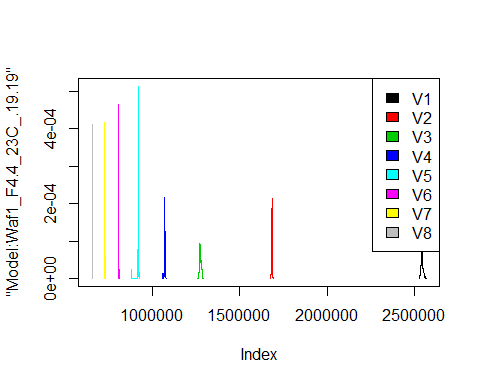 "Model:Waf1_F4.4_23C_.19.19"
4e-04
2e-04
0e+00
V1
V2
V3
V4
V5
V6
V7
V8
1000000 1500000 2000000 2500000
Index